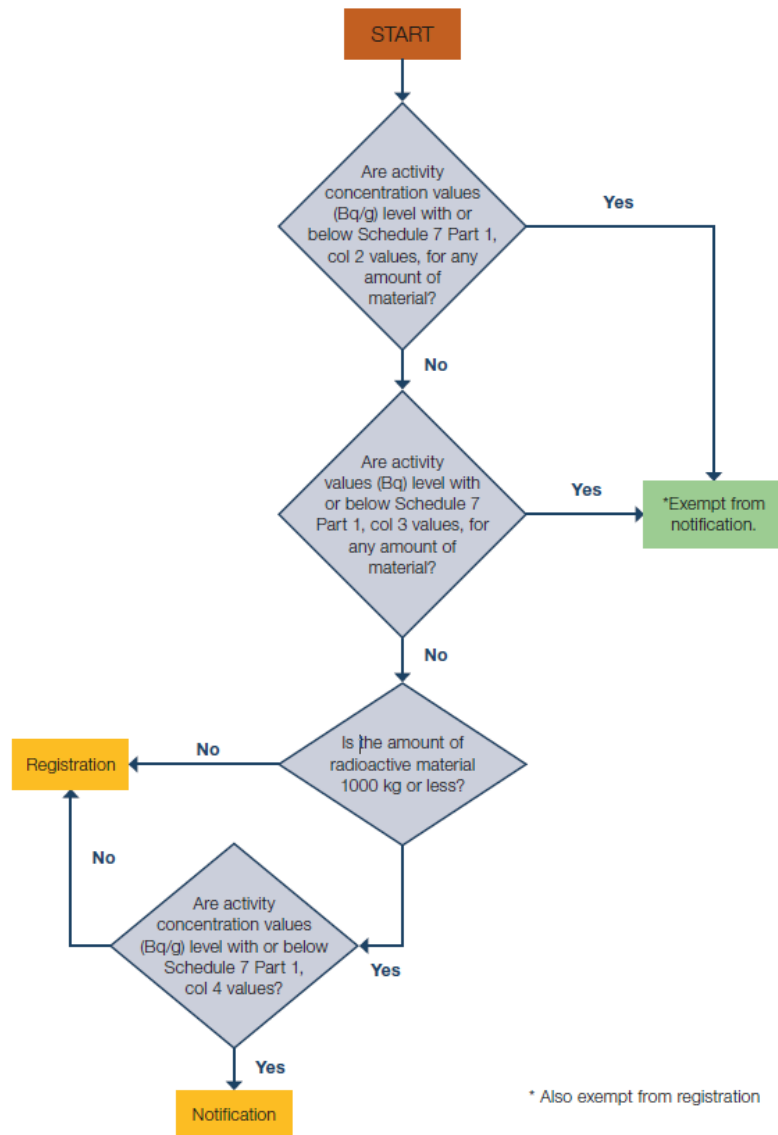 START
Are activity
concentration values
(Bq/g) level with or
below Schedule 7 Part 1,
col 2 values, for any
amount of
material?
Yes
No
Are activity
values (Bq) level with
or below Schedule 7
Part 1, col 3 values, for
any amount of
material?
Yes
*Exempt from
notification.
No
Is the amount of
radioactive material
1000 kg or less?
No
Registration
No
Yes
Are activity
concentration values
(Bq/g) level with or below
Schedule 7 Part 1,
col 4 values?
Yes
Notification
* Also exempt from registration